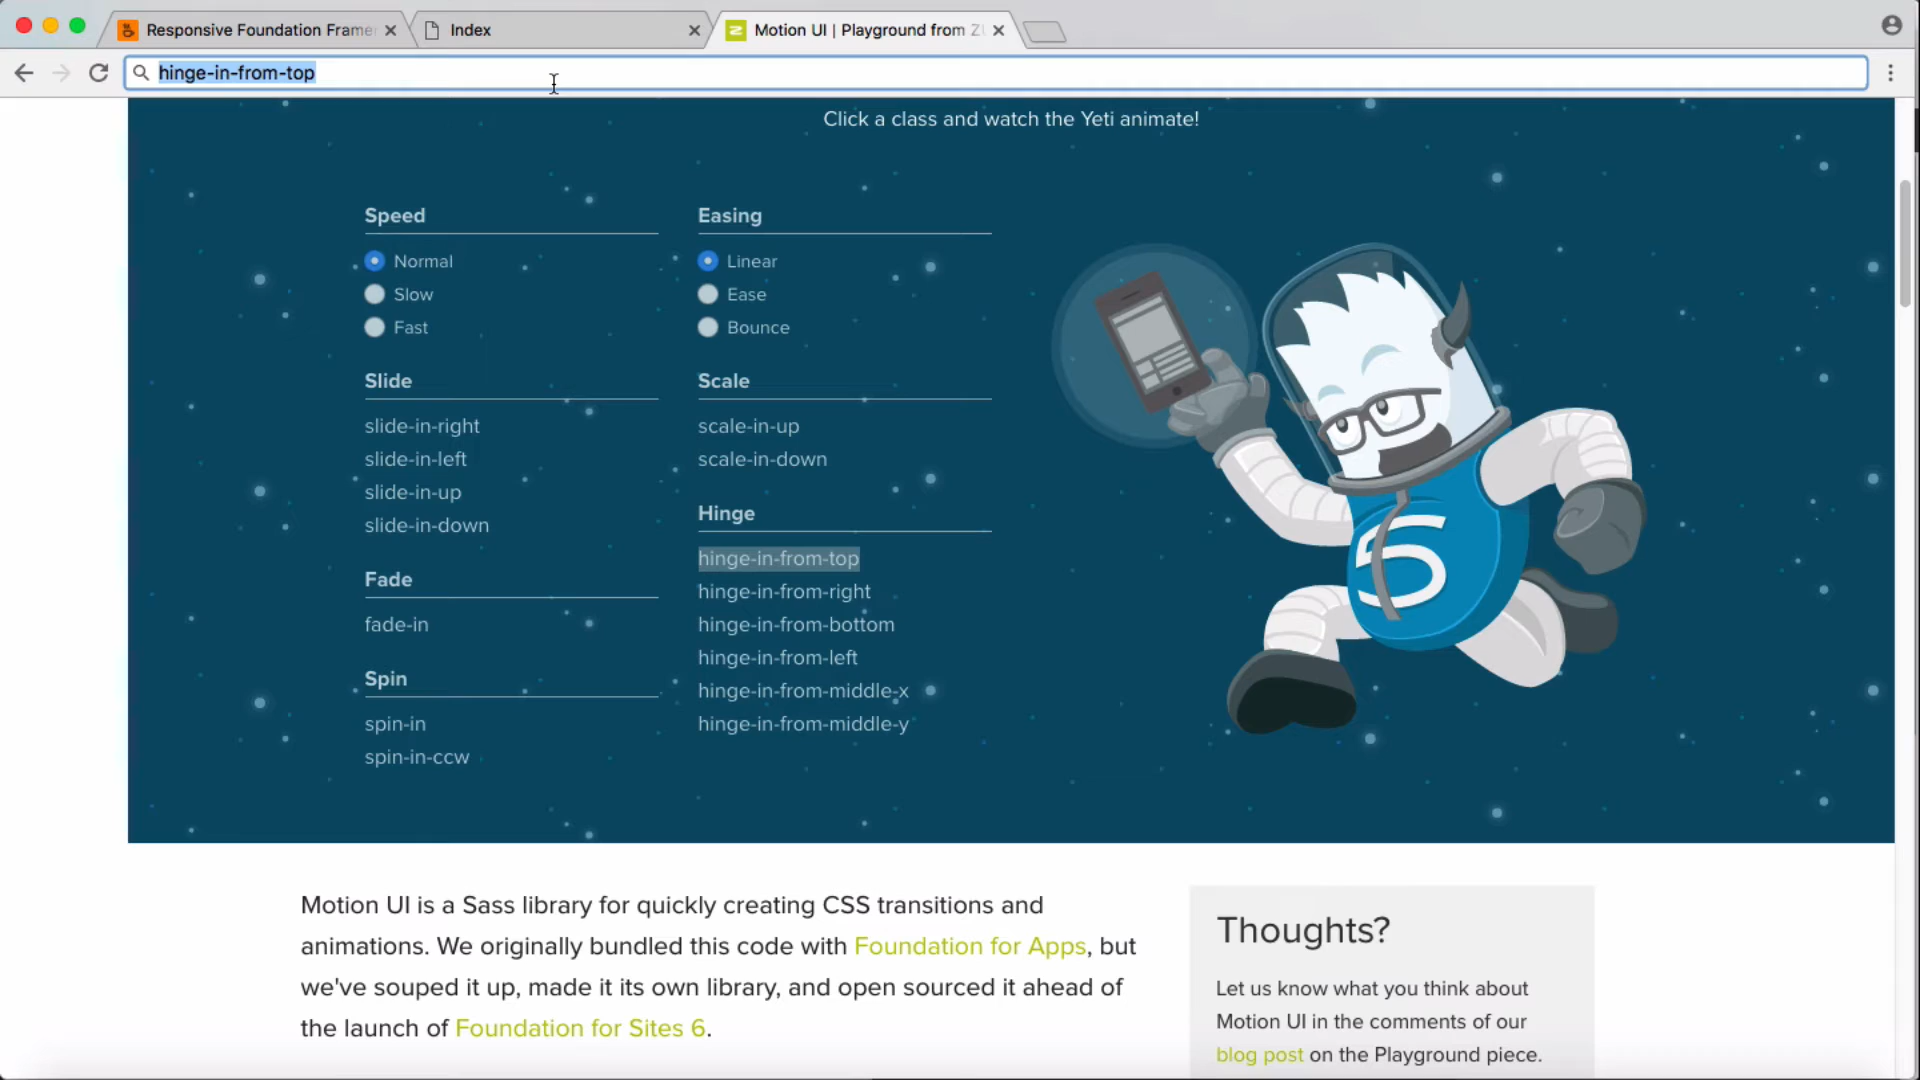 Responsive Foundation Frame
Index
Motion UI | Playground from ZU
hinge-in-from-top
Click a class and watch the Yeti animate!
Speed
Normal
Slow
Fast
Easing
Linear
Ease
Bounce
Slide
slide-in-right
slide-in-left
slide-in-up
slide-in-down
Scale
scale-in-up
scale-in-down
Fade
fade-in
Hinge
hinge-in-from-top
hinge-in-from-right
hinge-in-from-bottom
hinge-in-from-left
hinge-in-from-middle-x
hinge-in-from-middle-y
Spin
spin-in
spin-in-ccw
5
Motion UI is a Sass library for quickly creating CSS transitions and
animations. We originally bundled this code with Foundation for Apps, but
we've souped it up, made it its own library, and open sourced it ahead of
the launch of Foundation for Sites 6.
Thoughts?
Let us know what you think about
Motion UI in the comments of our
blog post on the Playground piece.